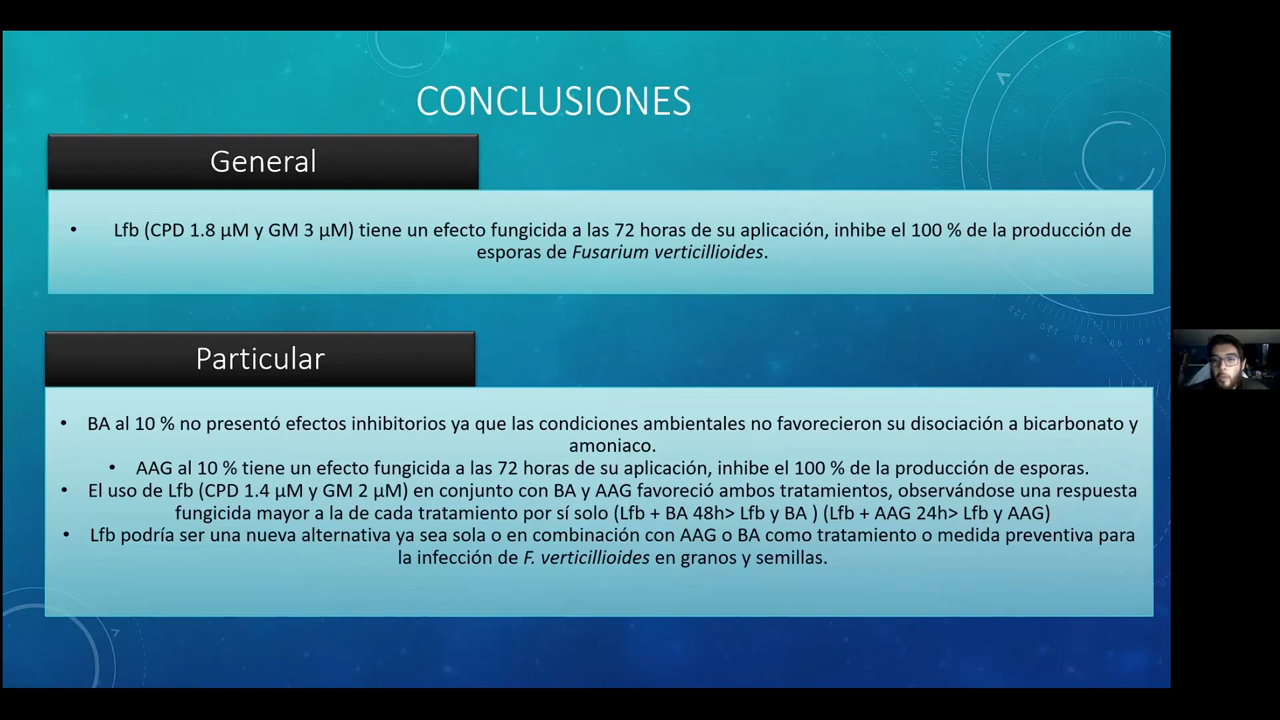 CONCLUSIONES
General
• Lfb (CPD 1.8 µM y GM 3 µM) tiene un efecto fungicida a las 72 horas de su aplicación, inhibe el 100 % de la producción de
esporas de Fusarium verticillioides.
Particular
• BA al 10 % no presentó efectos inhibitorios ya que las condiciones ambientales no favorecieron su disociación a bicarbonato y
amoniaco.
• AAG al 10 % tiene un efecto fungicida a las 72 horas de su aplicación, inhibe el 100 % de la producción de esporas.
• El uso de Lfb (CPD 1.4 µM y GM 2 µM) en conjunto con BA y AAG favoreció ambos tratamientos, observándose una respuesta
fungicida mayor a la de cada tratamiento por sí solo (Lfb + BA 48h> Lfb y BA ) (Lfb + AAG 24h> Lfb y AAG)
• Lfb podría ser una nueva alternativa ya sea sola o en combinación con AAG o BA como tratamiento o medida preventiva para
la infección de F. verticillioides en granos y semillas.